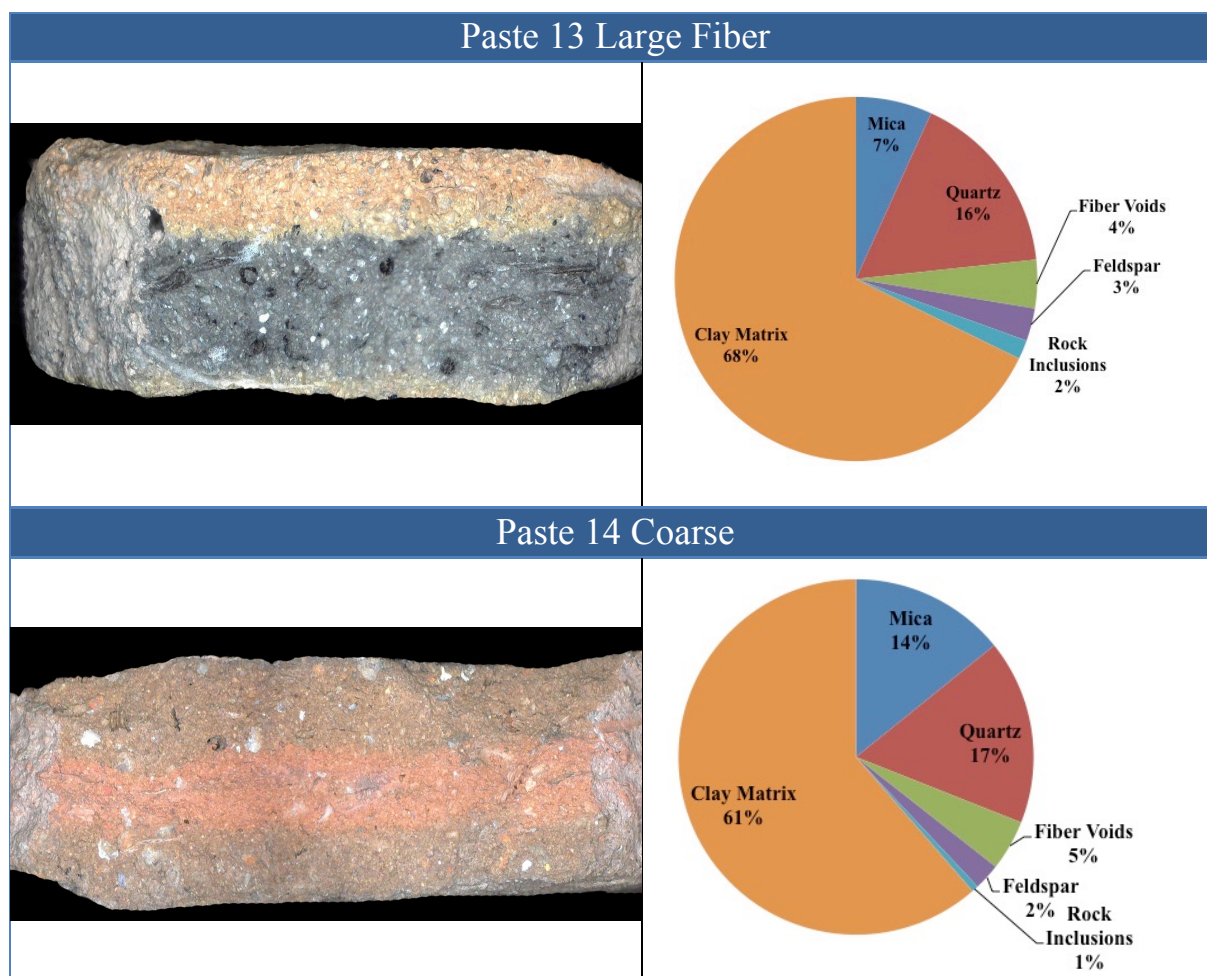 Paste 13 Large Fiber
Mica
7%
Quartz
16%
Fiber Voids
4%
Feldspar
3%
Rock
Inclusions
2%
Clay Matrix
68%
Paste 14 Coarse
Mica
14%
Quartz
17%
Fiber Voids
5%
Feldspar
2%
Rock
Inclusions
1%
Clay Matrix
61%